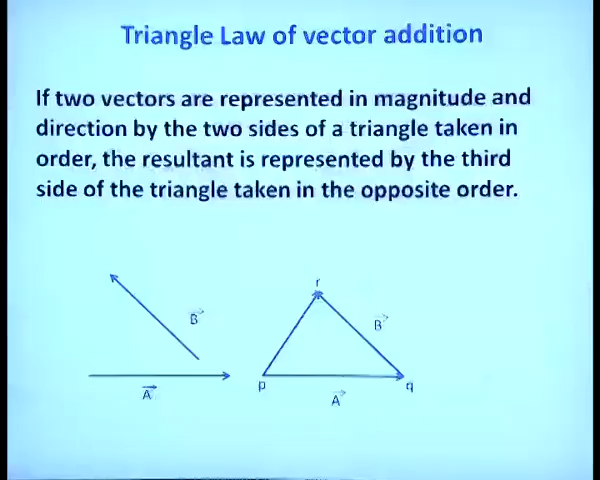 Triangle Law of vector addition
If two vectors are represented in magnitude and
direction by the two sides of a triangle taken in
order, the resultant is represented by the third
side of the triangle taken in the opposite order.
r
B
B
p
q
A
A